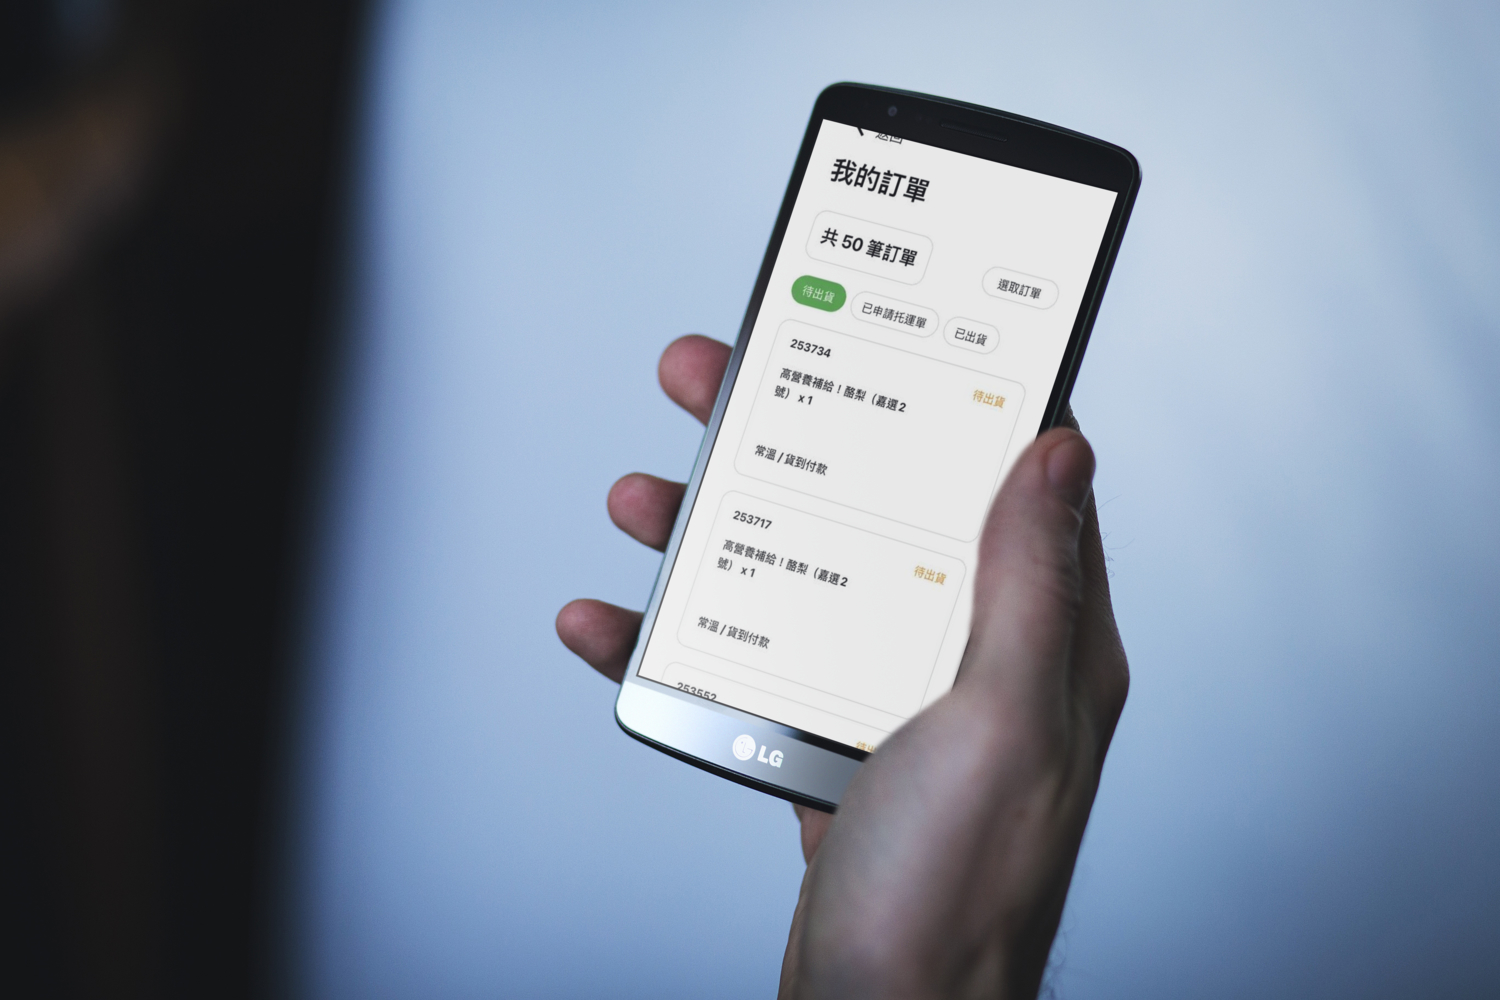 返回
我的訂單
共 50 筆訂單
選取訂單
待出貨
已申請托運單
已出貨
253734
待出貨
高營養補給！酪梨（嘉選2
號） x 1
常溫 / 貨到付款
253717
待出貨
高營養補給！酪梨（嘉選2
號） x 1
常溫 / 貨到付款
253552
LG